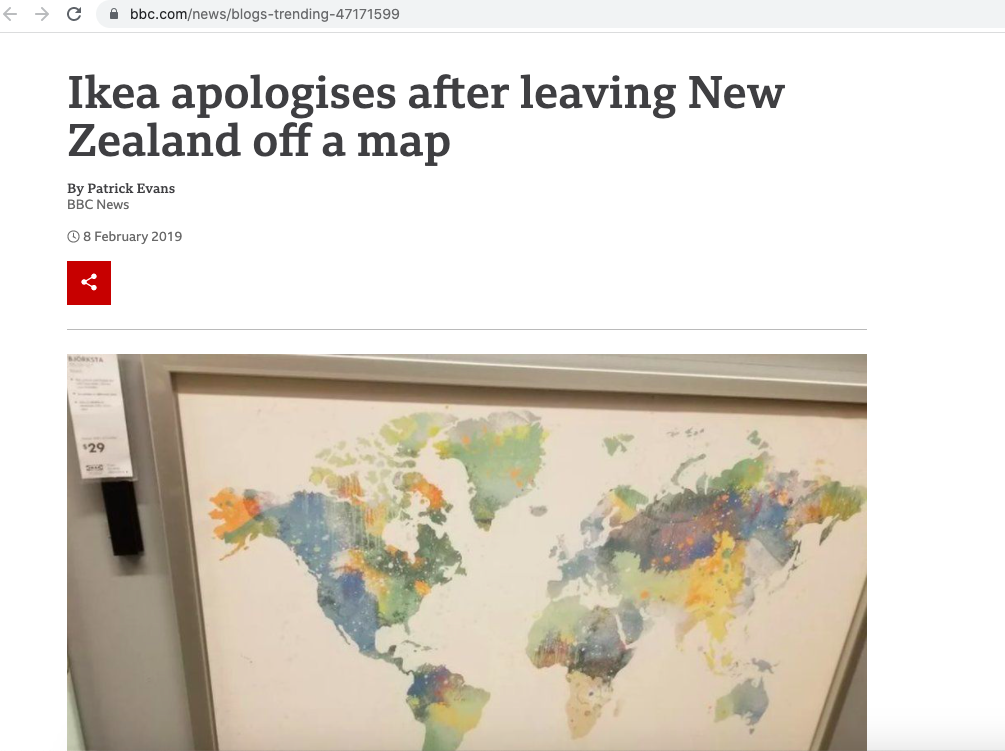 bbc.com/news/blogs-trending-47171599
Ikea apologises after leaving New
Zealand off a map
By Patrick Evans
BBC News
8 February 2019
BJÖRKSTA
$29